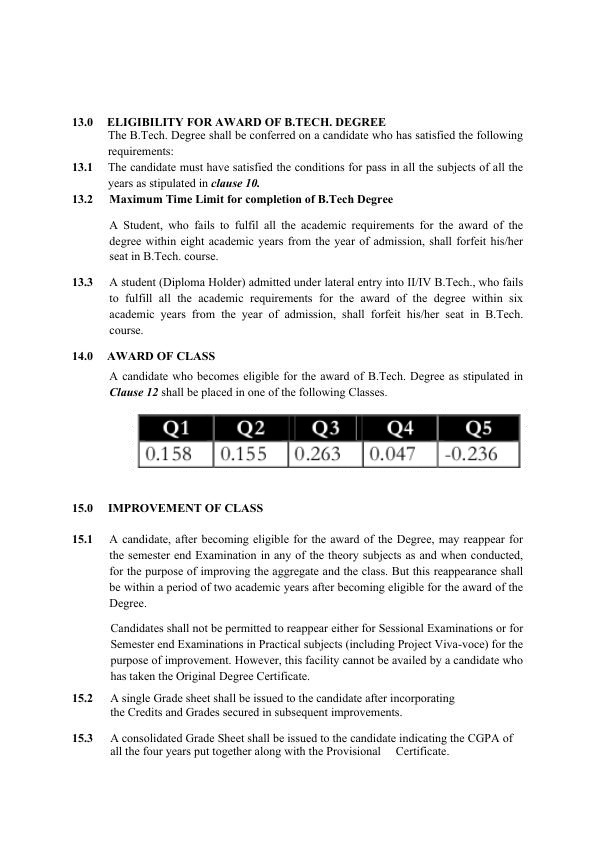 13.0 ELIGIBILITY FOR AWARD OF B.TECH. DEGREE
The B.Tech. Degree shall be conferred on a candidate who has satisfied the following
requirements:
13.1 The candidate must have satisfied the conditions for pass in all the subjects of all the
years as stipulated in clause 10.
13.2 Maximum Time Limit for completion of B.Tech Degree
A Student, who fails to fulfil all the academic requirements for the award of the
degree within eight academic years from the year of admission, shall forfeit his/her
seat in B.Tech. course.
13.3 A student (Diploma Holder) admitted under lateral entry into II/IV B.Tech., who fails
to fulfill all the academic requirements for the award of the degree within six
academic years from the year of admission, shall forfeit his/her seat in B.Tech.
course.
14.0 AWARD OF CLASS
A candidate who becomes eligible for the award of B.Tech. Degree as stipulated in
Clause 12 shall be placed in one of the following Classes.
Q1 Q2 Q3 Q4 Q5
0.158 0.155 0.263 0.047 -0.236
15.0 IMPROVEMENT OF CLASS
15.1 A candidate, after becoming eligible for the award of the Degree, may reappear for
the semester end Examination in any of the theory subjects as and when conducted,
for the purpose of improving the aggregate and the class. But this reappearance shall
be within a period of two academic years after becoming eligible for the award of the
Degree.
Candidates shall not be permitted to reappear either for Sessional Examinations or for
Semester end Examinations in Practical subjects (including Project Viva-voce) for the
purpose of improvement. However, this facility cannot be availed by a candidate who
has taken the Original Degree Certificate.
15.2 A single Grade sheet shall be issued to the candidate after incorporating
the Credits and Grades secured in subsequent improvements.
15.3 A consolidated Grade Sheet shall be issued to the candidate indicating the CGPA of
all the four years put together along with the Provisional Certificate.